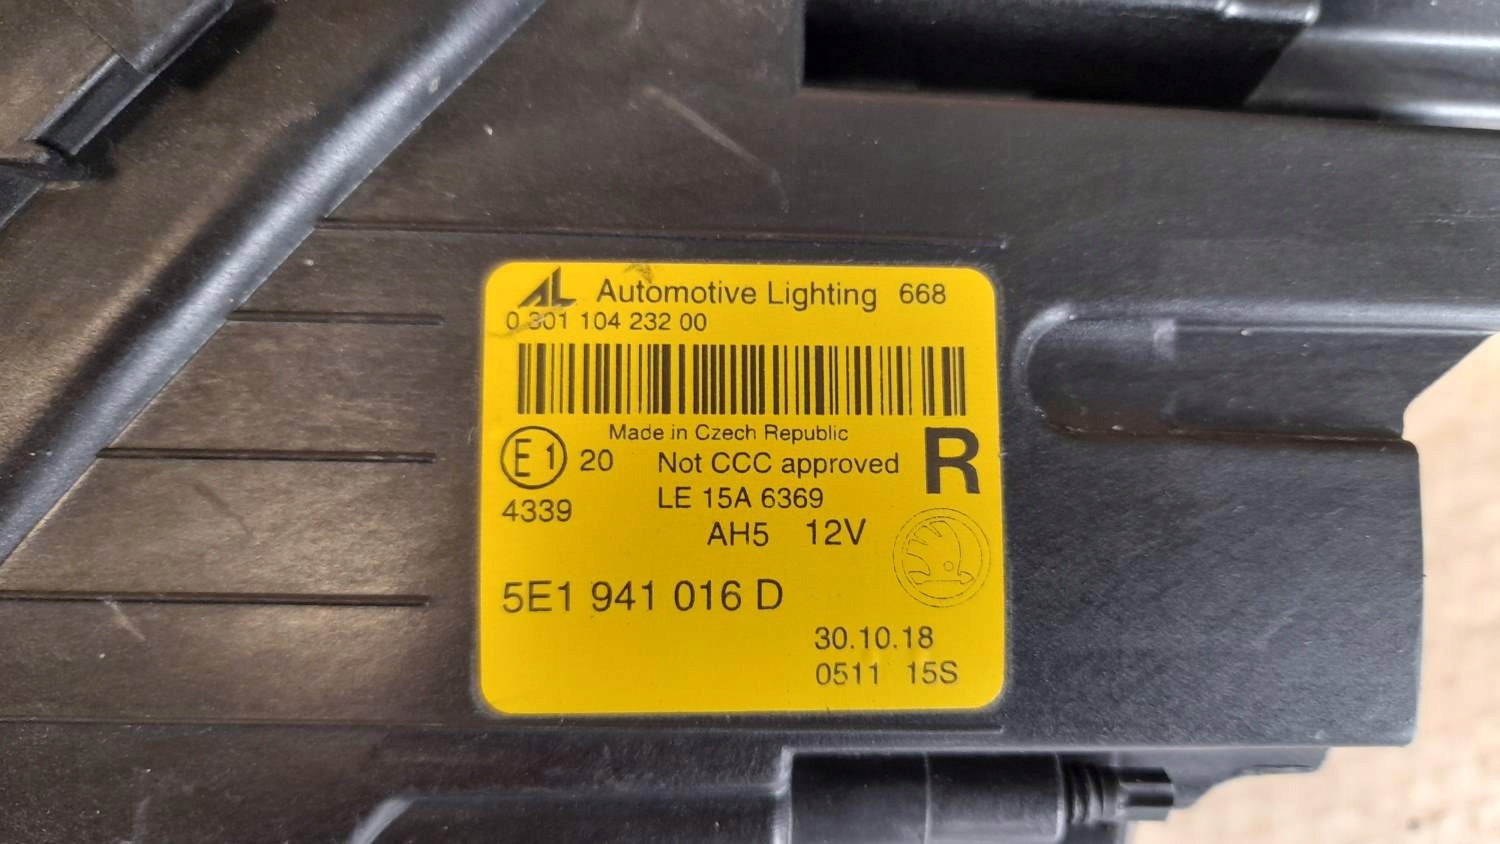 AL Automotive Lighting 668
0 301 104 232 00
Made in Czech Republic
E1 20 Not CCC approved R
4339 LE 15A 6369
AH5 12V
5E1 941 016 D
30.10.18
0511 15S